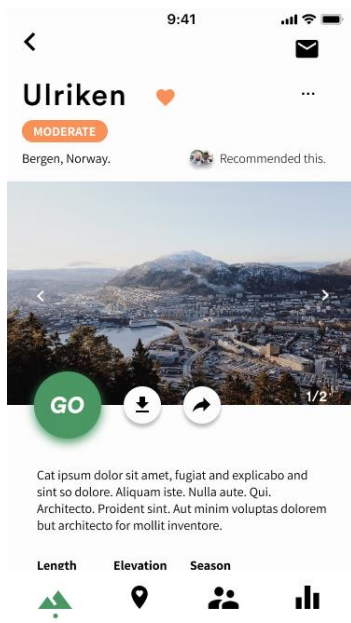 9:41
Ulriken
...
MODERATE
Bergen, Norway.
Recommended this.
1/2
GO
Cat ipsum dolor sit amet, fugiat and explicabo and
sint so dolore. Aliquam iste. Nulla aute. Qui.
Architecto. Proident sint. Aut minim voluptas dolorem
but architecto for mollit inventore.
Length Elevation Season